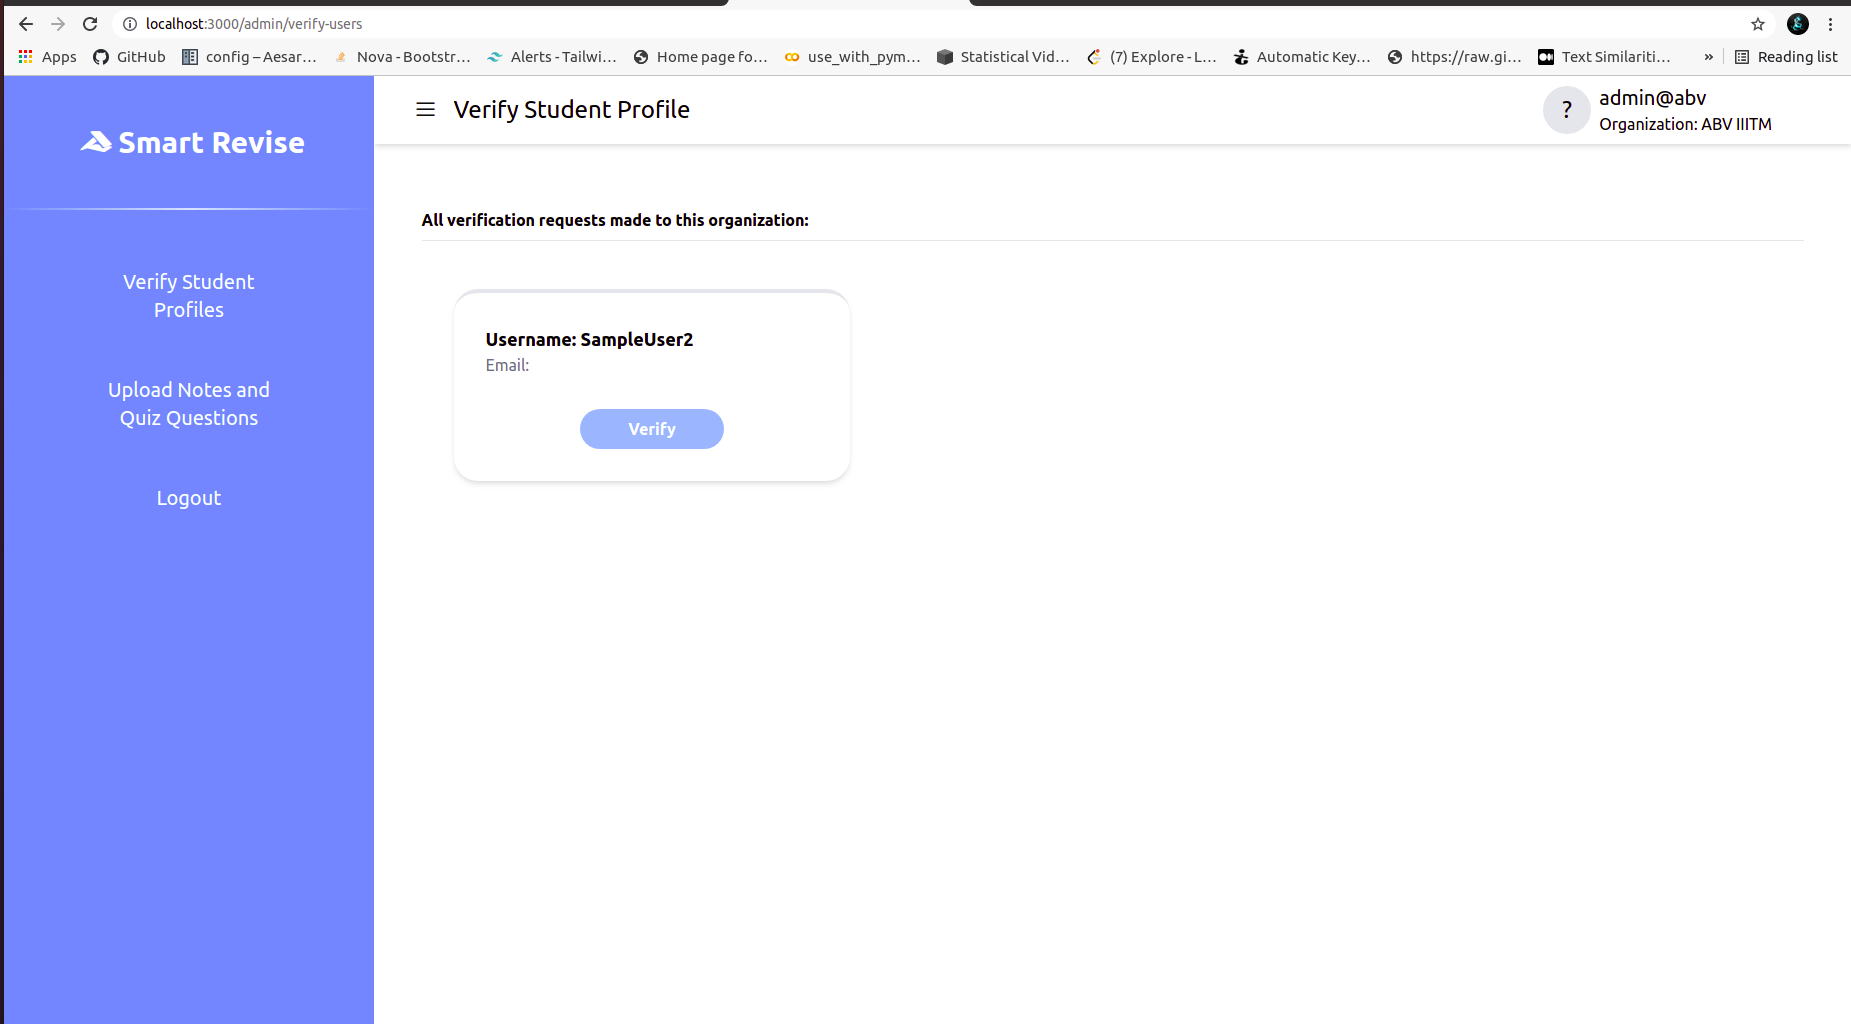 localhost:3000/admin/verify-users
Apps GitHub config – Aesar... Nova - Bootstr... Alerts - Tailwi... Home page fo... use_with_pym... Statistical Vid... (7) Explore - L... Automatic Key... https://raw.gi... Text Similariti... » Reading list
Smart Revise
Verify Student Profile
?
admin@abv
Organization: ABV IIITM
Verify Student
Profiles
Upload Notes and
Quiz Questions
Logout
All verification requests made to this organization:
Username: SampleUser2
Email:
Verify